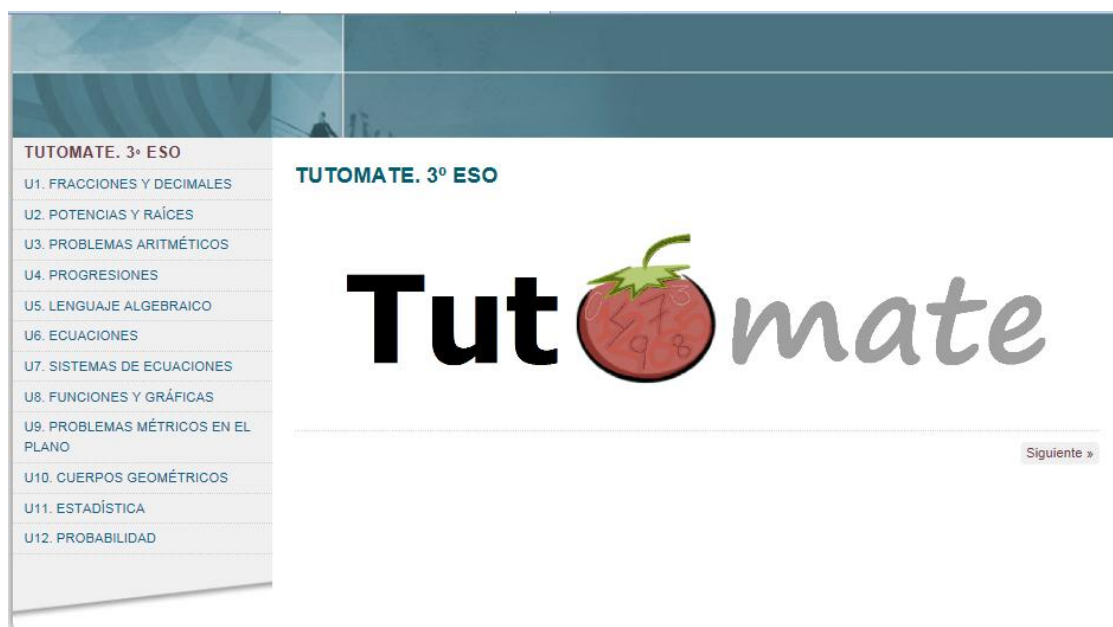 TUTOMATE. 3º ESO
U1. FRACCIONES Y DECIMALES
U2. POTENCIAS Y RAÍCES
U3. PROBLEMAS ARITMÉTICOS
U4. PROGRESIONES
U5. LENGUAJE ALGEBRAICO
U6. ECUACIONES
U7. SISTEMAS DE ECUACIONES
U8. FUNCIONES Y GRÁFICAS
U9. PROBLEMAS MÉTRICOS EN EL
PLANO
U10. CUERPOS GEOMÉTRICOS
U11. ESTADÍSTICA
U12. PROBABILIDAD
TUTOMATE. 3º ESO
Tutomate
Siguiente »